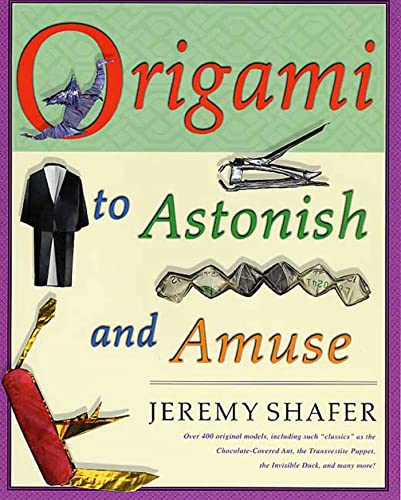 Origami
to Astonish
and Amuse
JEREMY SHAFER
Over 400 original models, including such "classics" as the
Chocolate-Covered Ant, the Transvestite Puppet,
the Invisible Duck, and many more!